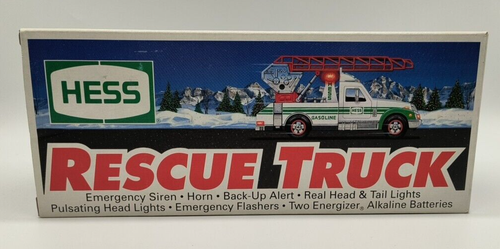 HESS
GASOLINE
RESCUE TRUCK
Emergency Siren • Horn • Back-Up Alert • Real Head & Tail Lights
Pulsating Head Lights • Emergency Flashers • Two Energizer® Alkaline Batteries